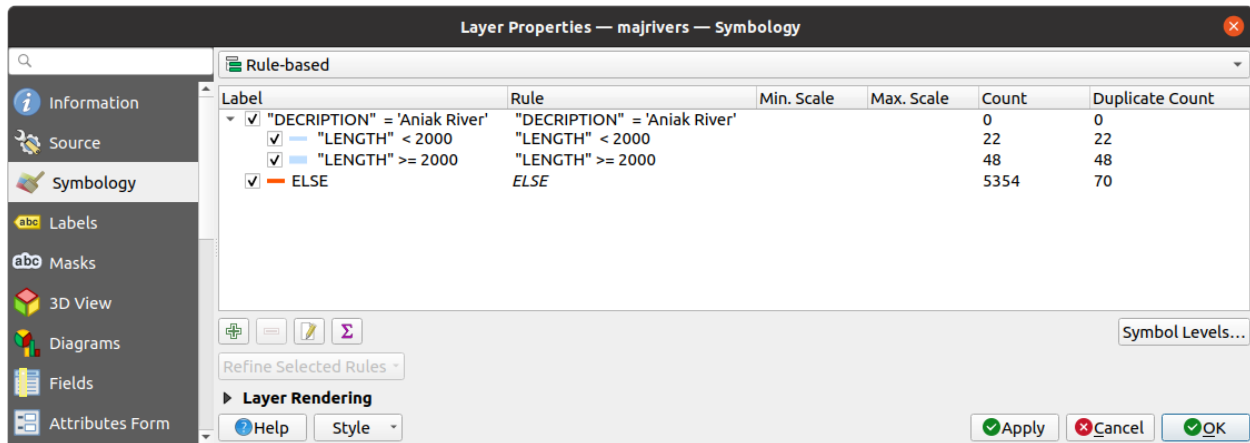 Layer Properties — majrivers — Symbology
Rule-based
Information
Source
Symbology
Labels
Masks
3D View
Diagrams
Fields
Attributes Form
Label Rule Min. Scale Max. Scale Count Duplicate Count
"DECRIPTION" = 'Aniak River' "DECRIPTION" = 'Aniak River' 0 0
"LENGTH" < 2000 "LENGTH" < 2000 22 22
"LENGTH" >= 2000 "LENGTH" >= 2000 48 48
ELSE ELSE 5354 70
Symbol Levels...
Refine Selected Rules
Layer Rendering
Help Style Apply Cancel OK
abc
abc
Σ